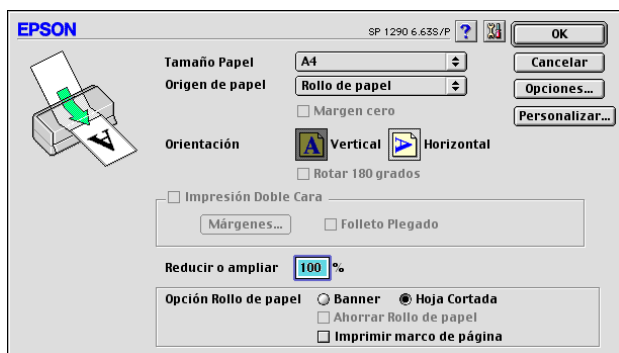 EPSON
SP 1290 6.63S/P ?
OK
Tamaño Papel A4
Cancelar
Origen de papel Rollo de papel
Opciones...
Margen cero
Personalizar...
Orientación A Vertical A Horizontal
Rotar 180 grados
Impresión Doble Cara
Márgenes... Folleto Plegado
Reducir o ampliar 100 %
Opción Rollo de papel Banner Hoja Cortada
Ahorrar Rollo de papel
Imprimir marco de página
A